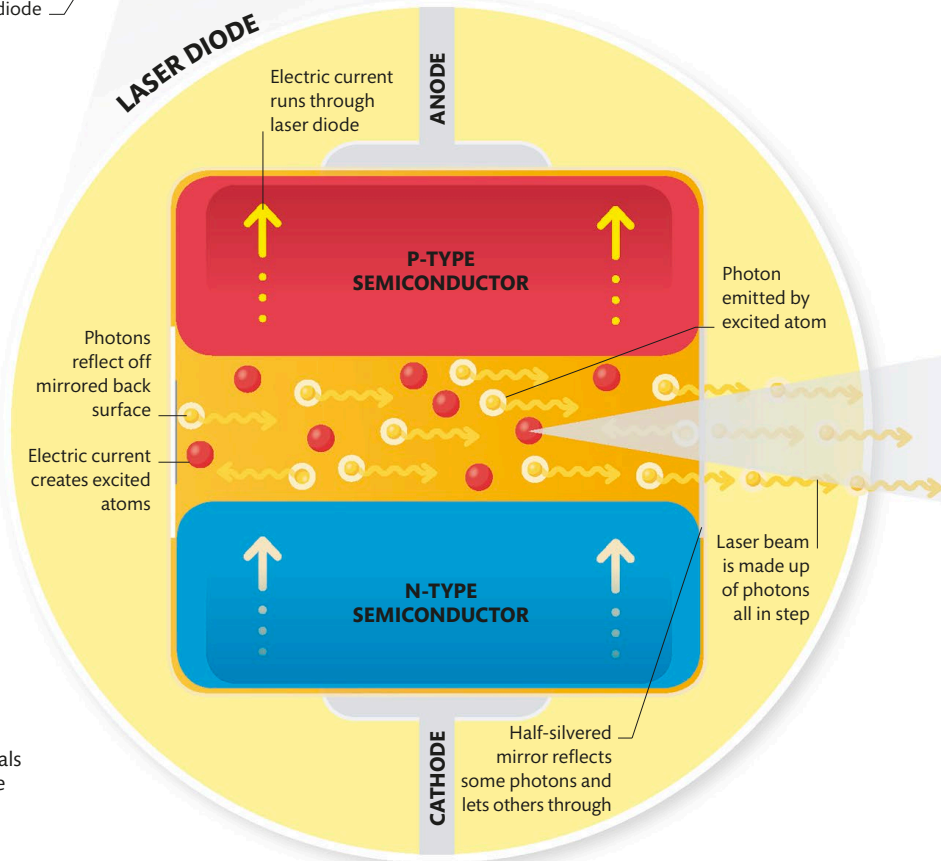 diode
LASER DIODE
ANODE
Electric current
runs through
laser diode
P-TYPE
SEMICONDUCTOR
Photon
emitted by
excited atom
Photons
reflect off
mirrored back
surface
Electric current
creates excited
atoms
N-TYPE
SEMICONDUCTOR
Laser beam
is made up
of photons
all in step
Half-silvered
mirror reflects
some photons and
lets others through
CATHODE
als
e